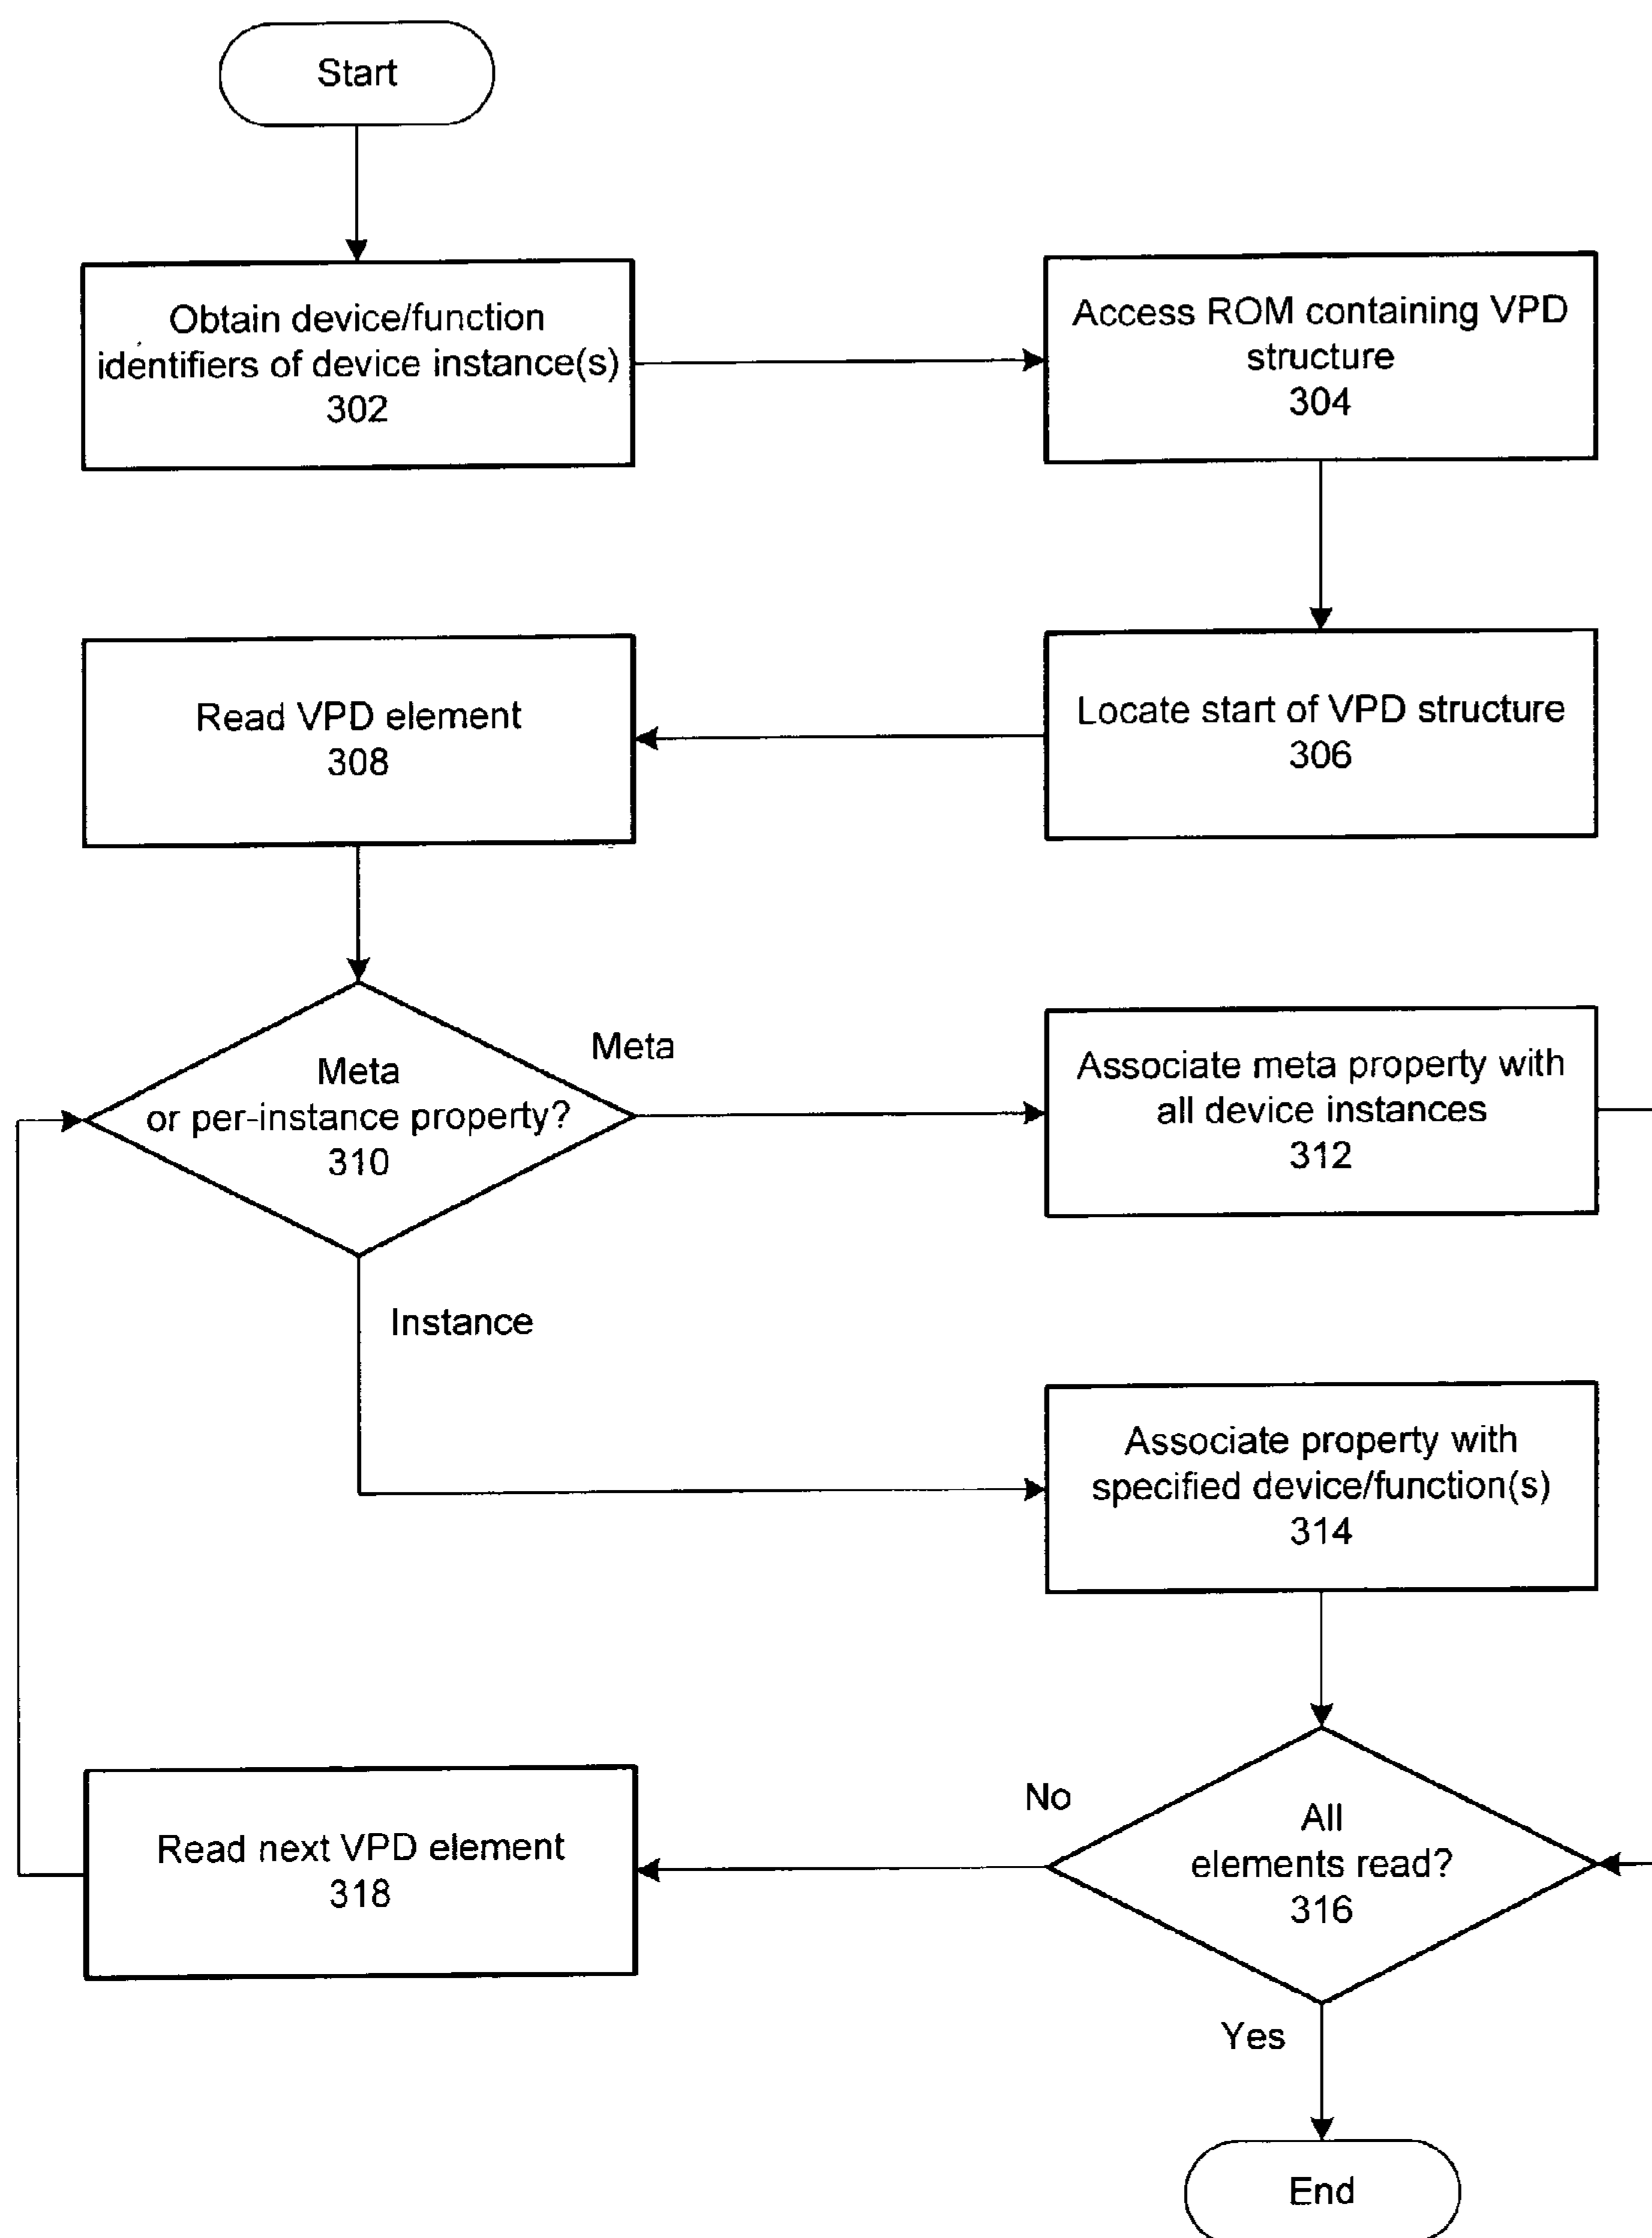 Start
Obtain device/function
identifiers of device instance(s)
302
Access ROM containing VPD
structure
304
Locate start of VPD structure
306
Read VPD element
308
Meta
or per-instance property?
310
Meta
Associate meta property with
all device instances
312
Instance
Associate property with
specified device/function(s)
314
All
elements read?
316
No
Read next VPD element
318
Yes
End